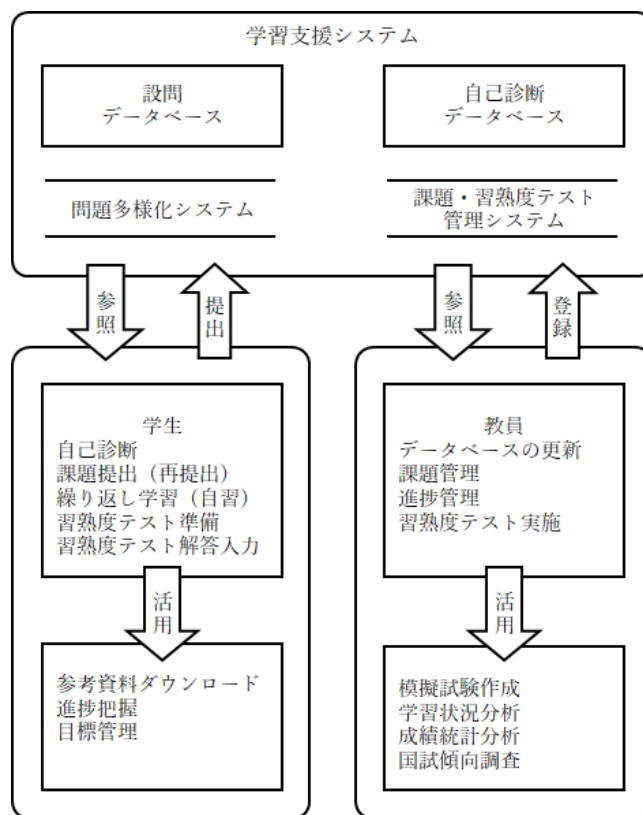 学習支援システム
設問
データベース
自己診断
データベース
問題多様化システム
課題・習熟度テスト
管理システム
参照
提出
参照
登録
学生
自己診断
課題提出（再提出）
繰り返し学習（自習）
習熟度テスト準備
習熟度テスト解答入力
教員
データベースの更新
課題管理
進捗管理
習熟度テスト実施
活用
活用
参考資料ダウンロード
進捗把握
目標管理
模擬試験作成
学習状況分析
成績統計分析
国試傾向調査